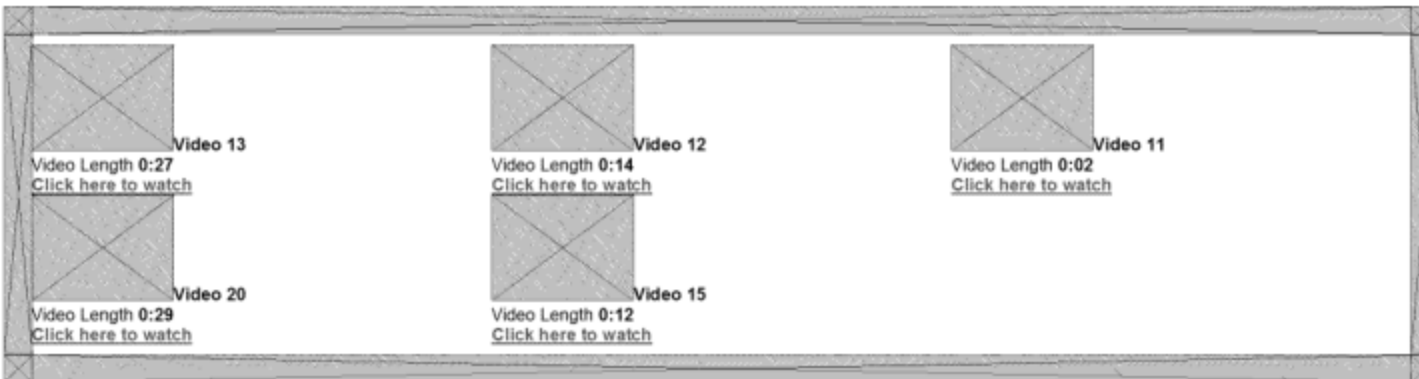 Video 13
Video Length 0:27
Click here to watch
Video 12
Video Length 0:14
Click here to watch
Video 11
Video Length 0:02
Click here to watch
Video 20
Video Length 0:29
Click here to watch
Video 15
Video Length 0:12
Click here to watch